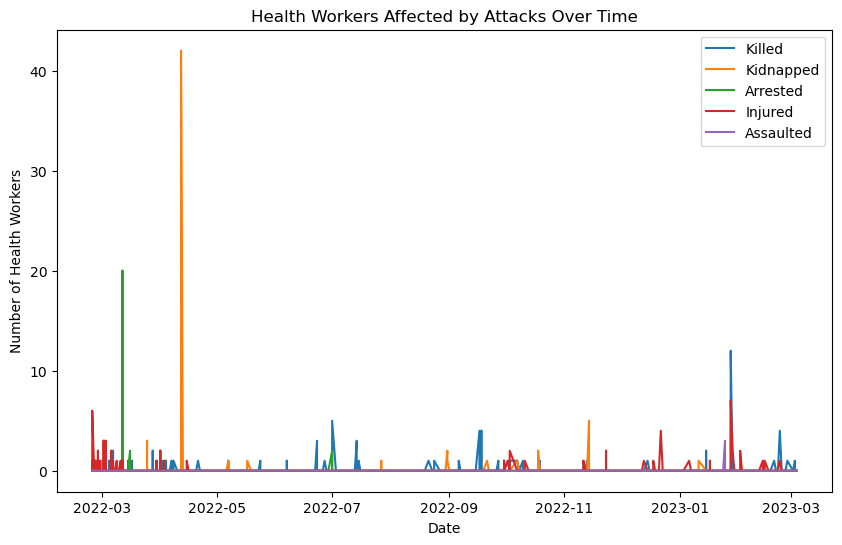 Health Workers Affected by Attacks Over Time
Number of Health Workers
40
30
20
10
0
Killed
Kidnapped
Arrested
Injured
Assaulted
2022-03 2022-05 2022-07 2022-09 2022-11 2023-01 2023-03
Date